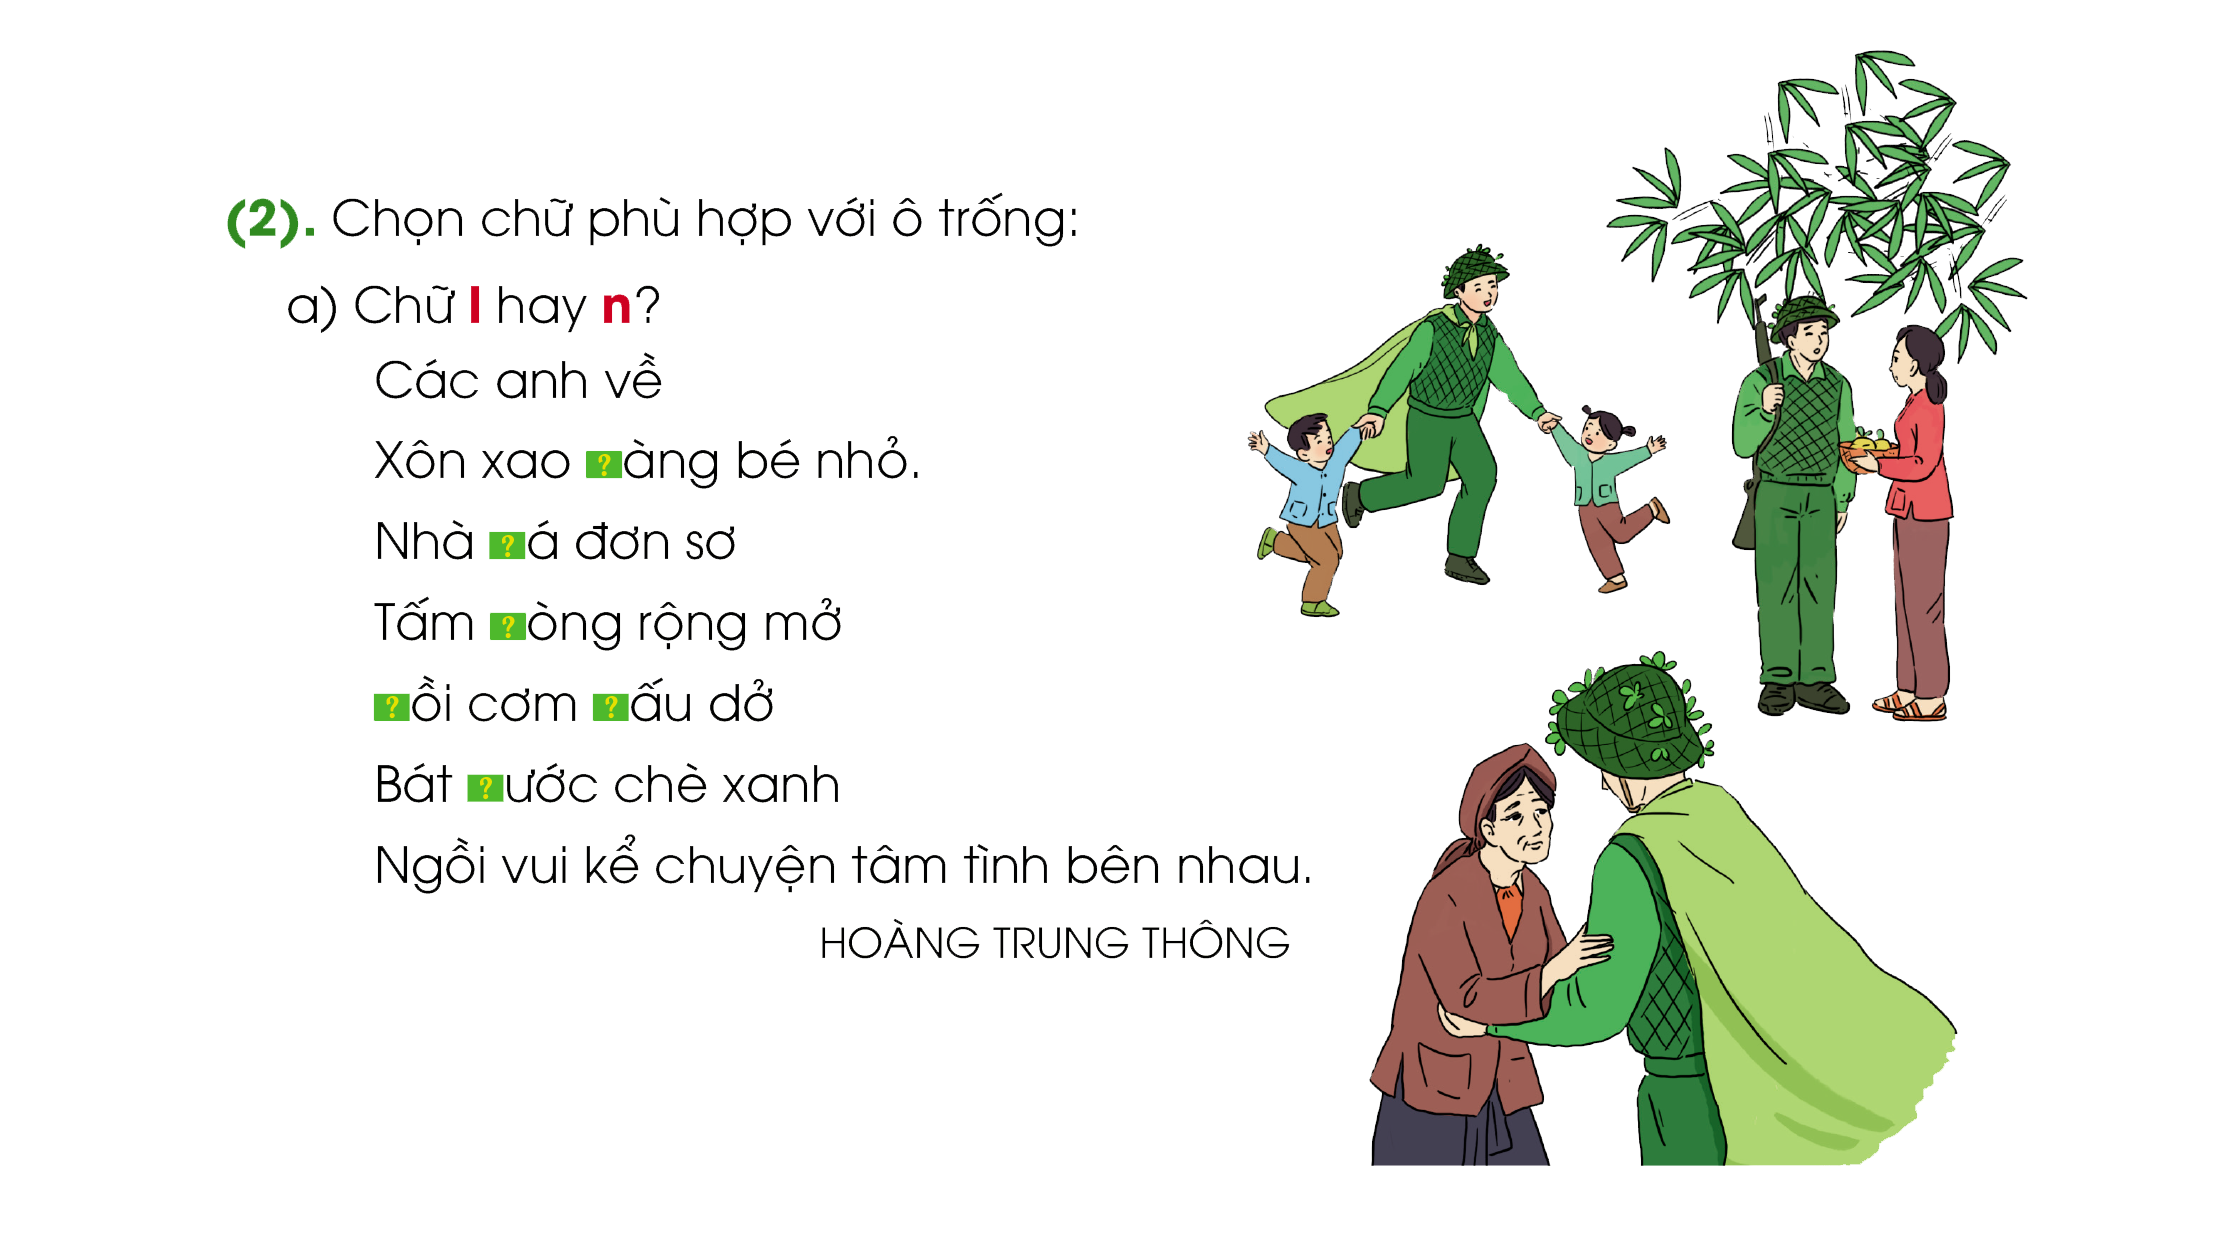 (2). Chọn chữ phù hợp với ô trống:
a) Chữ l hay n?
Các anh về
Xôn xao ?àng bé nhỏ.
Nhà ?á đơn sơ
Tấm ?òng rộng mở
?ồi cơm ?ấu dở
Bát ?ước chè xanh
Ngồi vui kể chuyện tâm tình bên nhau.
HOÀNG TRUNG THÔNG